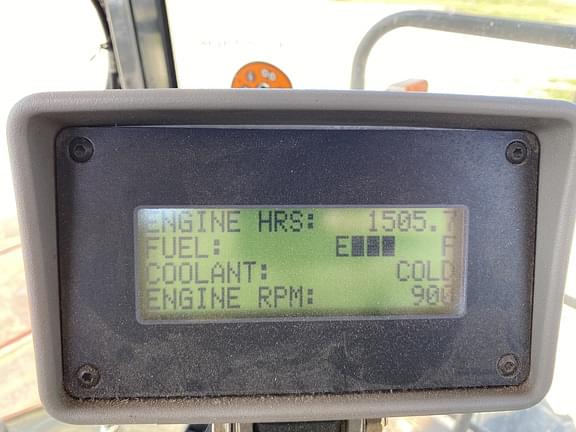 ENGINE HRS: 1505.7
FUEL: E F
COOLANT: COLD
ENGINE RPM: 900